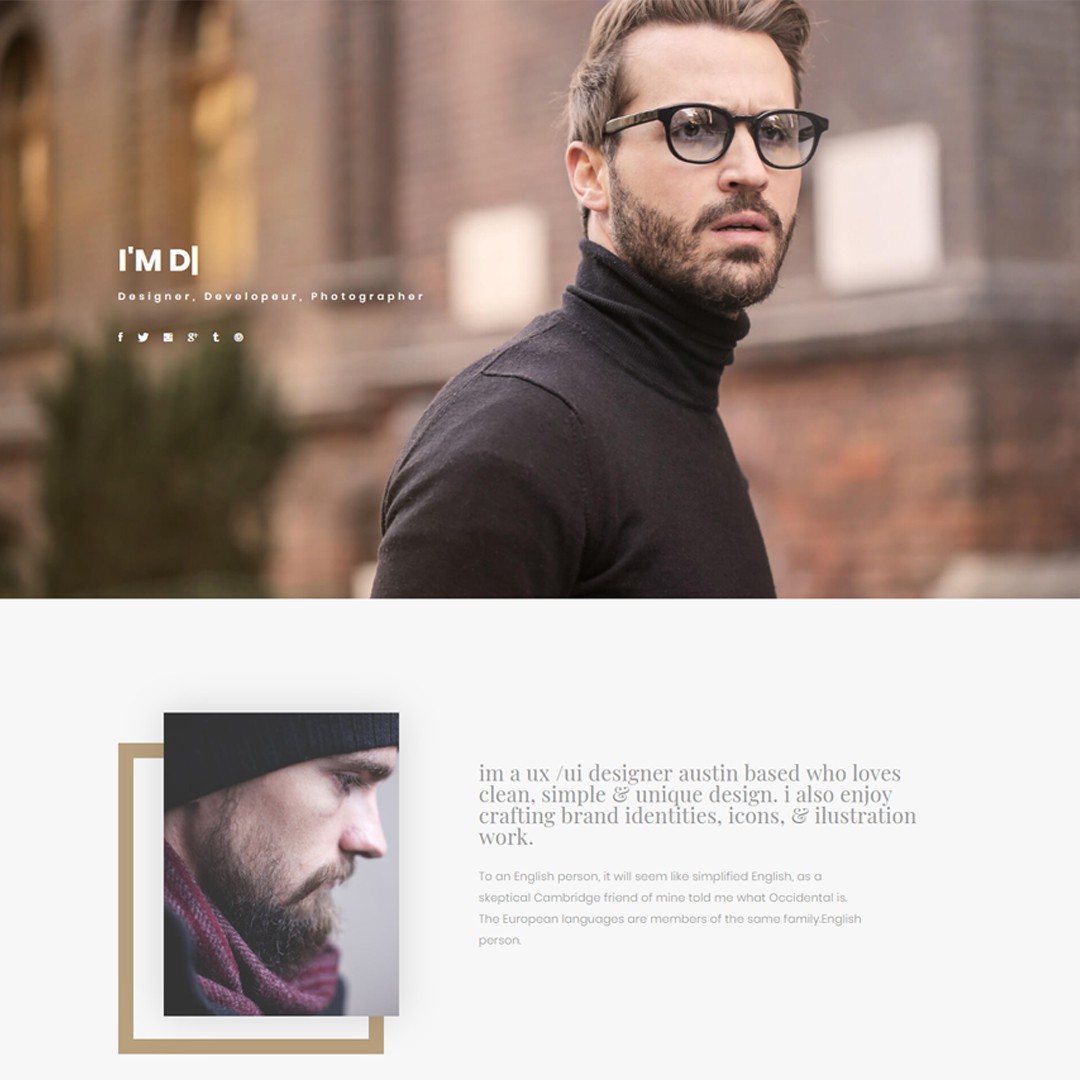 I'M D|
Designer, Developeur, Photographer
im a ux /ui designer austin based who loves
clean, simple & unique design. i also enjoy
crafting brand identities, icons, & ilustration
work.
To an English person, it will seem like simplified English, as a
skeptical Cambridge friend of mine told me what Occidental is.
The European languages are members of the same family.English
person.